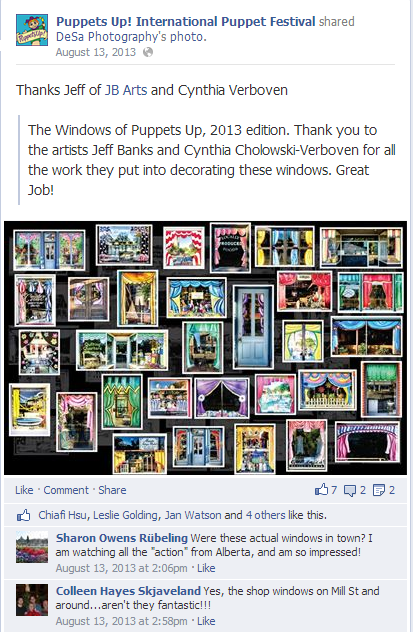 Puppets Up! International Puppet Festival shared
DeSa Photography's photo.
August 13, 2013
Thanks Jeff of JB Arts and Cynthia Verboven
The Windows of Puppets Up, 2013 edition. Thank you to
the artists Jeff Banks and Cynthia Cholowski-Verboven for all
the work they put into decorating these windows. Great
Job!
Like · Comment · Share
7 2 2
Chiafi Hsu, Leslie Golding, Jan Watson and 4 others like this.
Sharon Owens Rübeling Were these actual windows in town? I
am watching all the "action" from Alberta, and am so impressed!
August 13, 2013 at 2:06pm · Like
Colleen Hayes Skjaveland Yes, the shop windows on Mill St and
around...aren't they fantastic!!!
August 13, 2013 at 2:58pm · Like